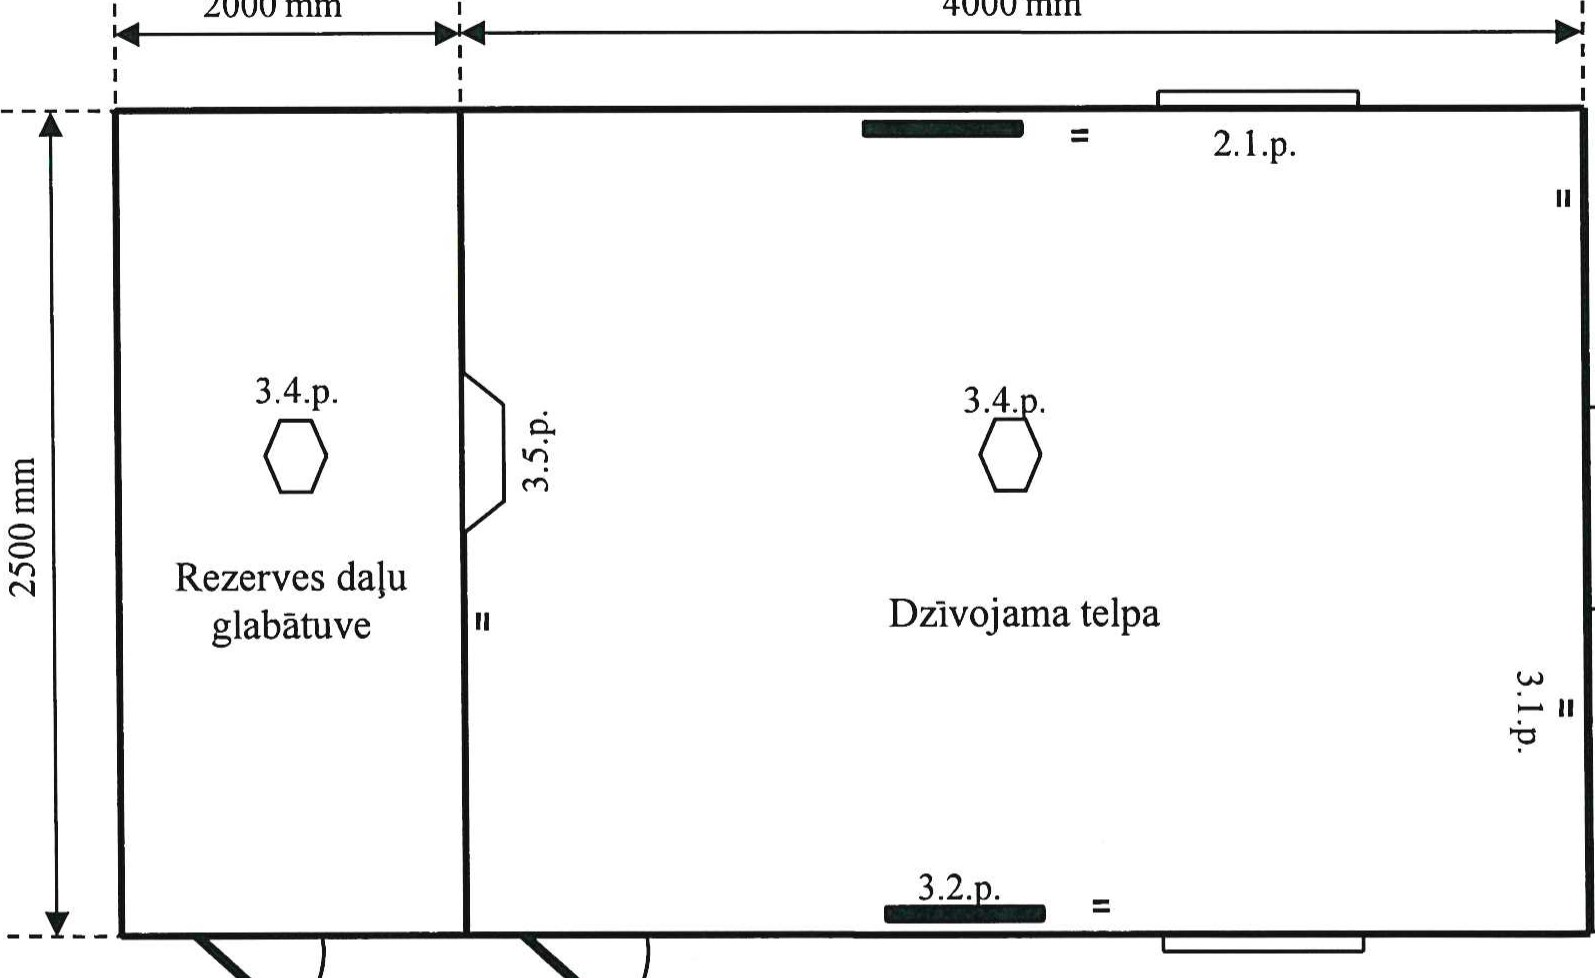 2000 mm
4000 mm
2.1.p.
3.4.p.
3.4.p.
3.5.p.
2500 mm
Rezerves daļu
glabātuve
Dzīvojama telpa
3.1.p.
3.2.p.